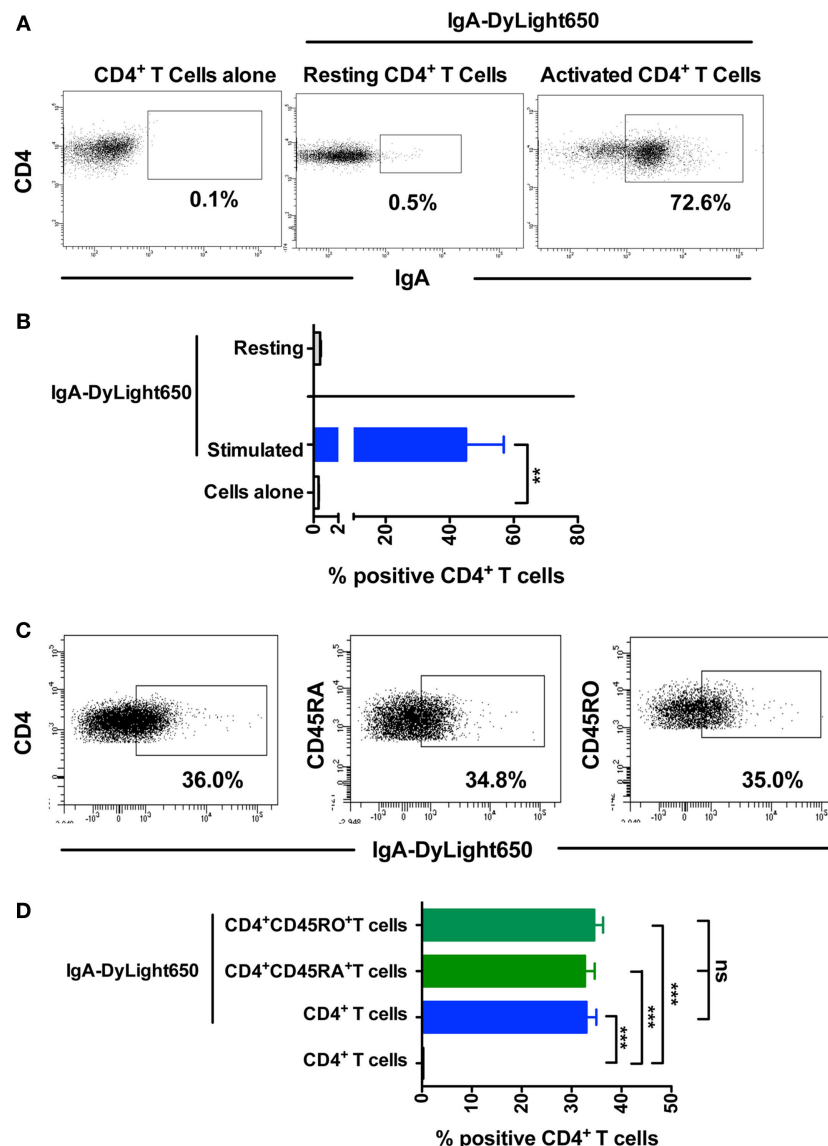 A
IgA-DyLight650
CD4+ T Cells alone
Resting CD4+ T Cells
Activated CD4+ T Cells
CD4
0.1%
0.5%
72.6%
IgA
B
IgA-DyLight650
Resting
Stimulated
Cells alone
**
0 2 20 40 60 80
% positive CD4+ T cells
C
CD4
CD45RA
CD45RO
36.0%
34.8%
35.0%
IgA-DyLight650
D
IgA-DyLight650
CD4+CD45RO+T cells
CD4+CD45RA+T cells
CD4+ T cells
CD4+ T cells
***
***
***
ns
0 10 20 30 40 50
% positive CD4+ T cells